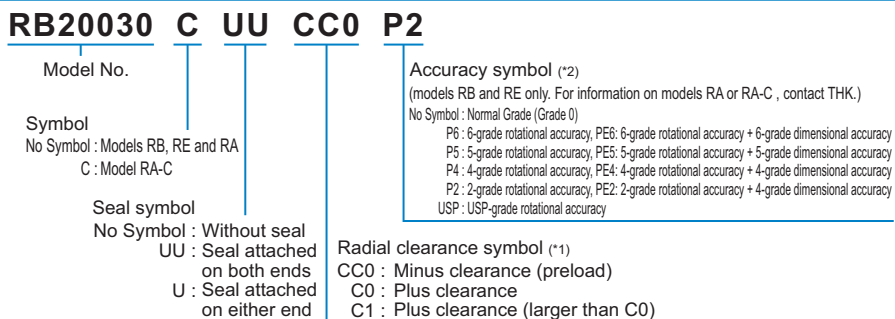 RB20030 C UU CC0 P2
Model No.
Symbol
No Symbol : Models RB, RE and RA
C : Model RA-C
Seal symbol
No Symbol : Without seal
UU : Seal attached
on both ends
U : Seal attached
on either end
Radial clearance symbol (*1)
CC0 : Minus clearance (preload)
C0 : Plus clearance
C1 : Plus clearance (larger than C0)
Accuracy symbol (*2)
(models RB and RE only. For information on models RA or RA-C , contact THK.)
No Symbol : Normal Grade (Grade 0)
P6 : 6-grade rotational accuracy, PE6: 6-grade rotational accuracy + 6-grade dimensional accuracy
P5 : 5-grade rotational accuracy, PE5: 5-grade rotational accuracy + 5-grade dimensional accuracy
P4 : 4-grade rotational accuracy, PE4: 4-grade rotational accuracy + 4-grade dimensional accuracy
P2 : 2-grade rotational accuracy, PE2: 2-grade rotational accuracy + 4-grade dimensional accuracy
USP : USP-grade rotational accuracy